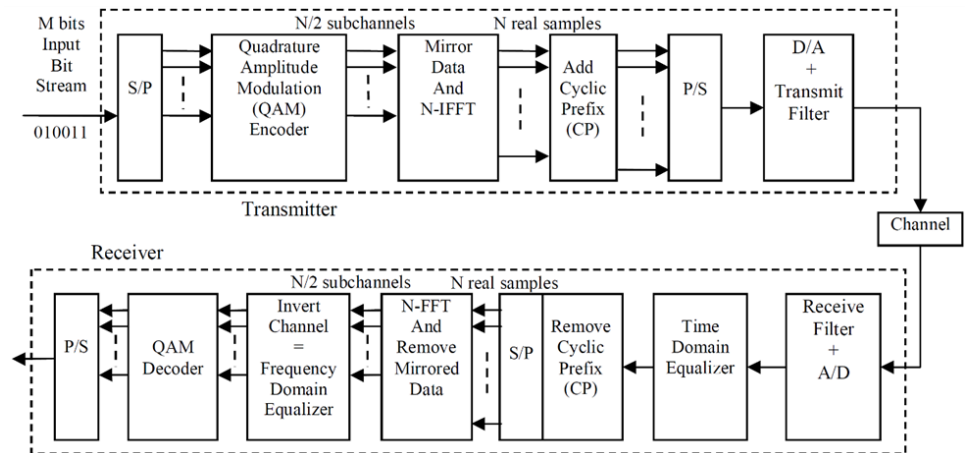 M bits
Input
Bit
Stream
010011
S/P
Quadrature
Amplitude
Modulation
(QAM)
Encoder
N/2 subchannels
Mirror
Data
And
N-IFFT
N real samples
Add
Cyclic
Prefix
(CP)
P/S
D/A
+
Transmit
Filter
Transmitter
Channel
Receiver
P/S
QAM
Decoder
Invert
Channel
=
Frequency
Domain
Equalizer
N/2 subchannels
N-FFT
And
Remove
Mirrored
Data
N real samples
S/P
Remove
Cyclic
Prefix
(CP)
Time
Domain
Equalizer
Receive
Filter
+
A/D